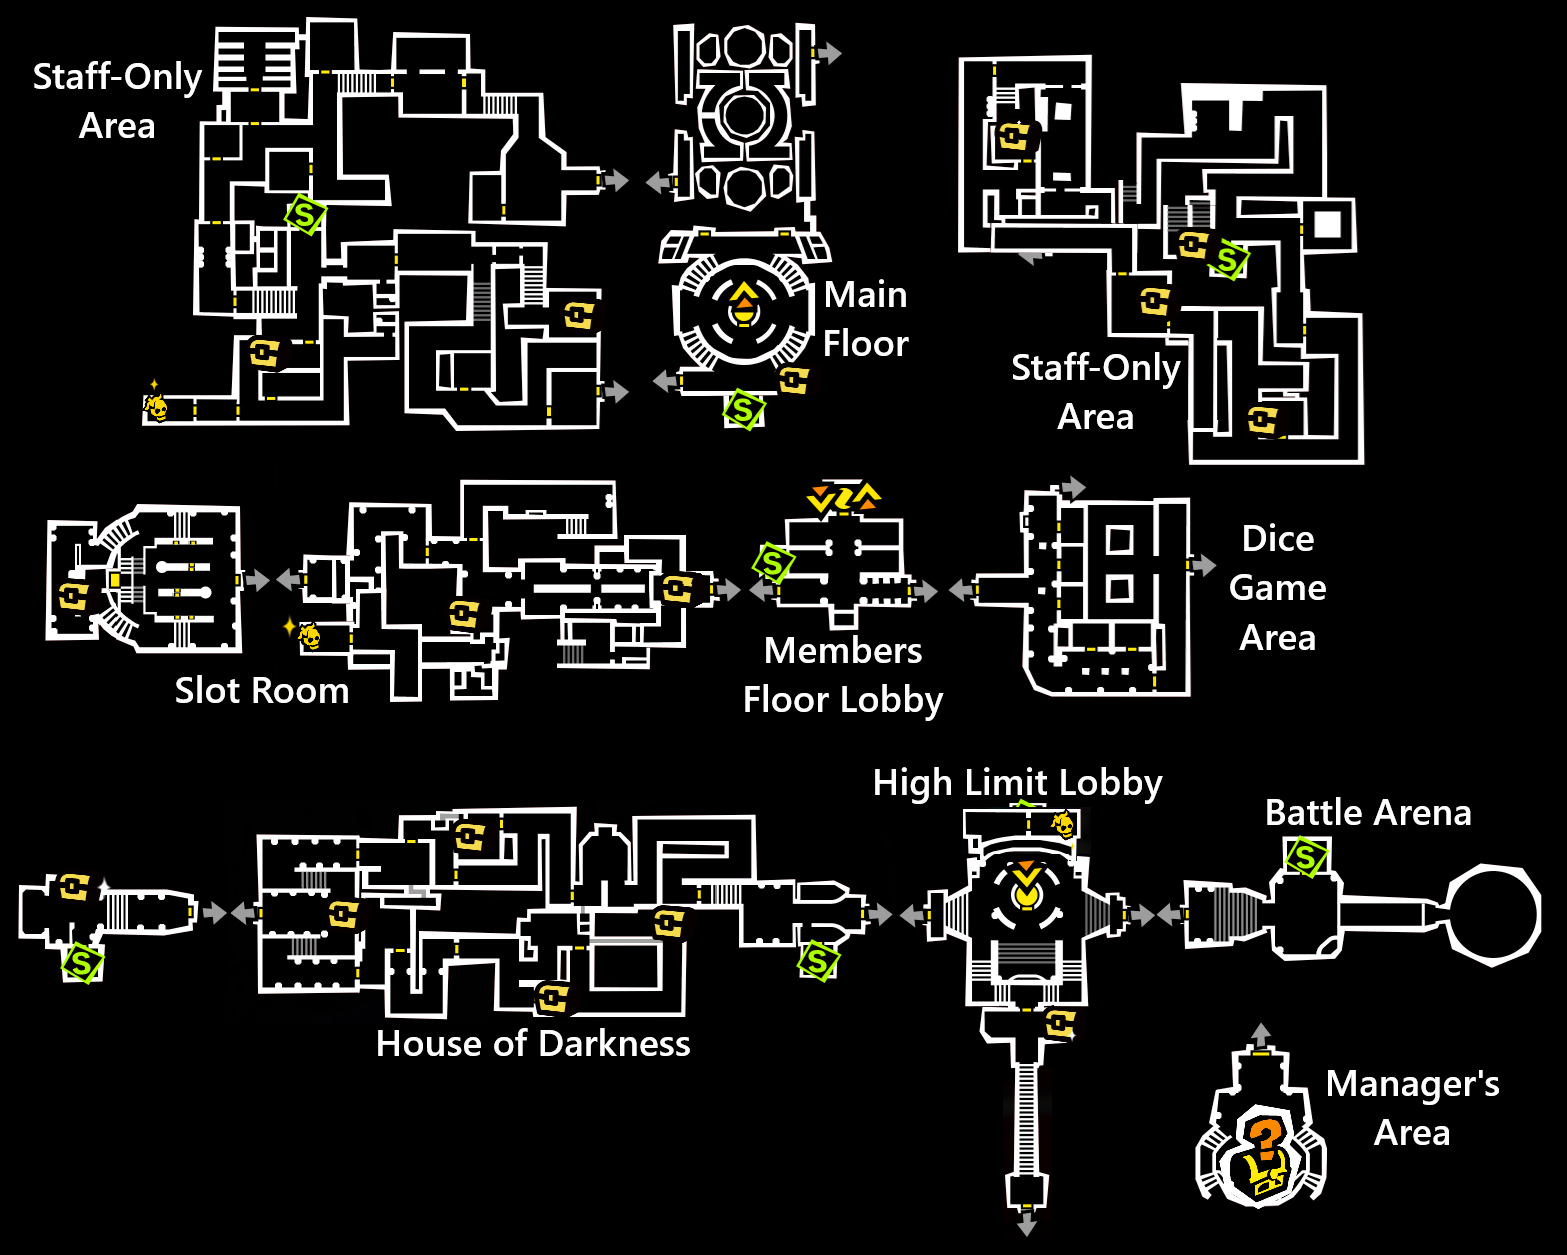 Staff-Only
Area
S
Main
Floor
S
Staff-Only
Area
S
Slot Room
S
Members
Floor Lobby
Dice
Game
Area
S
House of Darkness
S
High Limit Lobby
Battle Arena
S
Manager's
Area
?